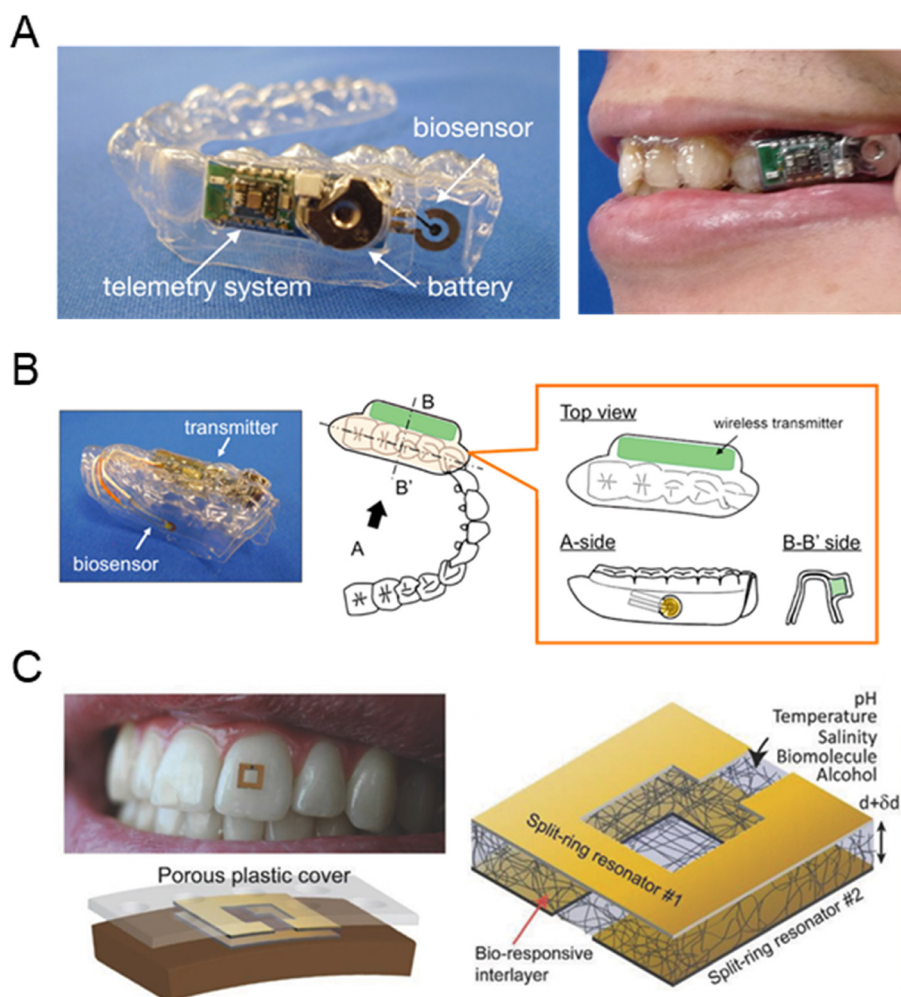 A
biosensor
telemetry system
battery
B
transmitter
biosensor
B
B'
A
Top view
wireless transmitter
A-side
B-B' side
C
Porous plastic cover
pH
Temperature
Salinity
Biomolecule
Alcohol
d+δd
Split-ring resonator #1
Split-ring resonator #2
Bio-responsive
interlayer